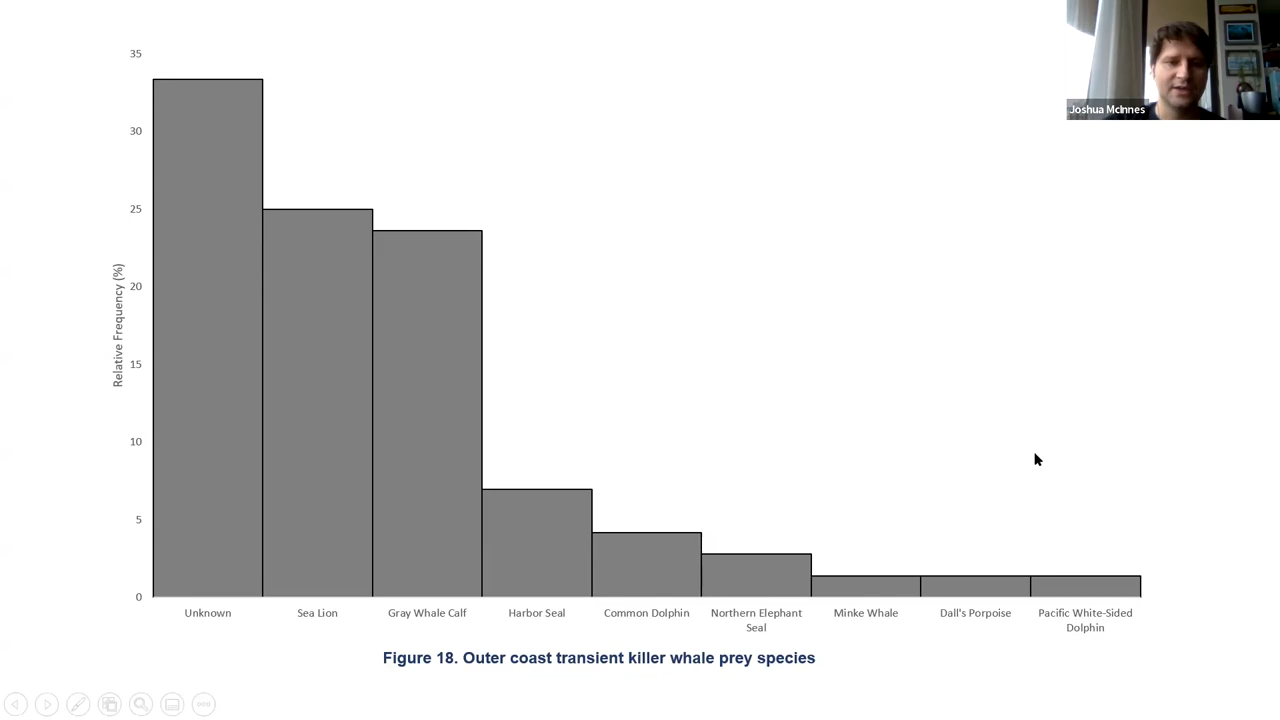 35
30
25
20
15
10
5
0
Relative Frequency (%)
Unknown
Sea Lion
Gray Whale Calf
Harbor Seal
Common Dolphin
Northern Elephant
Seal
Minke Whale
Dall's Porpoise
Pacific White-Sided
Dolphin
Figure 18. Outer coast transient killer whale prey species
Joshua McInnes